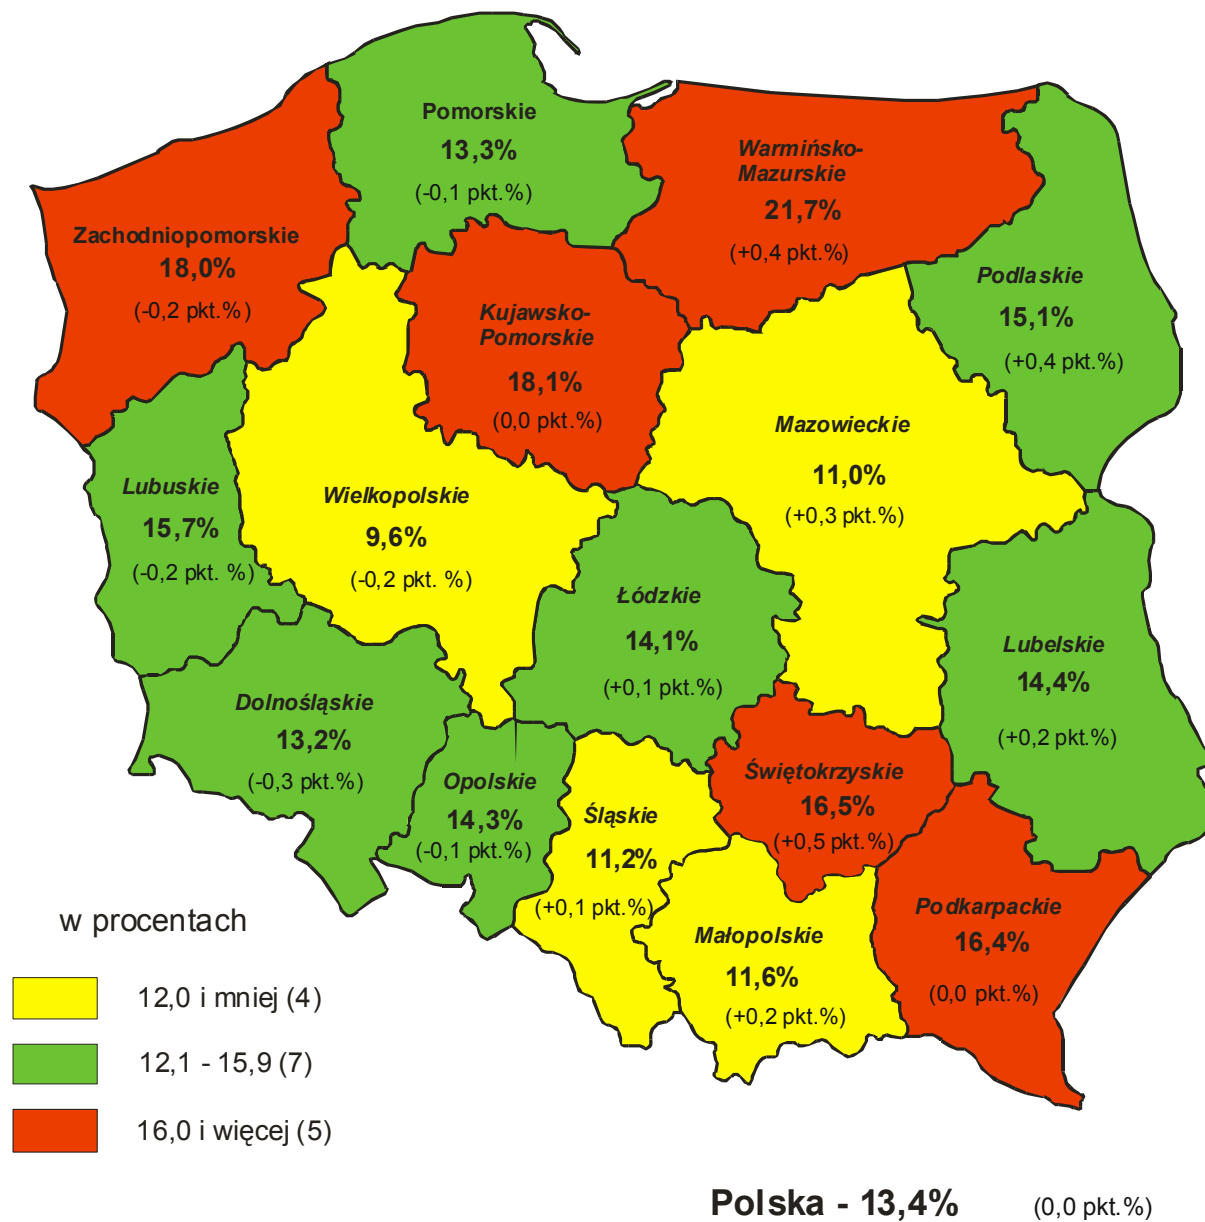 Pomorskie
13,3%
(-0,1 pkt.%)
Warmińsko-
Mazurskie
21,7%
(+0,4 pkt.%)
Zachodniopomorskie
18,0%
(-0,2 pkt.%)
Podlaskie
15,1%
(+0,4 pkt.%)
Kujawsko-
Pomorskie
18,1%
(0,0 pkt.%)
Mazowieckie
11,0%
(+0,3 pkt.%)
Lubuskie
15,7%
(-0,2 pkt. %)
Wielkopolskie
9,6%
(-0,2 pkt. %)
Łódzkie
14,1%
(+0,1 pkt.%)
Lubelskie
14,4%
(+0,2 pkt.%)
Dolnośląskie
13,2%
(-0,3 pkt.%)
Opolskie
14,3%
(-0,1 pkt.%)
Śląskie
11,2%
(+0,1 pkt.%)
Świętokrzyskie
16,5%
(+0,5 pkt.%)
Małopolskie
11,6%
(+0,2 pkt.%)
Podkarpackie
16,4%
(0,0 pkt.%)
w procentach
12,0 i mniej (4)
12,1 - 15,9 (7)
16,0 i więcej (5)
Polska - 13,4% (0,0 pkt.%)